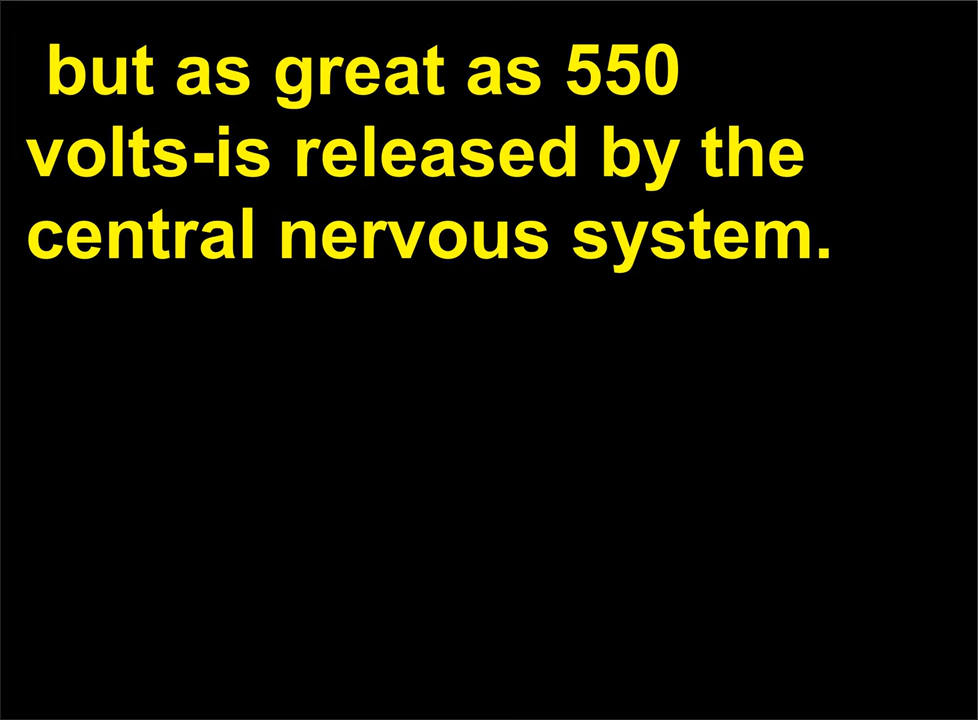 but as great as 550
volts-is released by the
central nervous system.